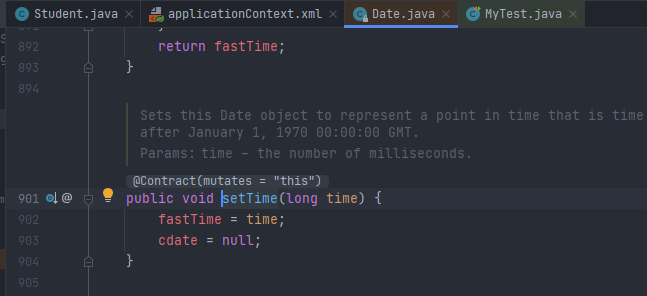 Student.java
applicationContext.xml
Date.java
MyTest.java
892
return fastTime;
893
}
894
Sets this Date object to represent a point in time that is time
after January 1, 1970 00:00:00 GMT.
Params: time – the number of milliseconds.
@Contract(mutates = "this")
901
public void setTime(long time) {
902
fastTime = time;
903
cdate = null;
904
}
905